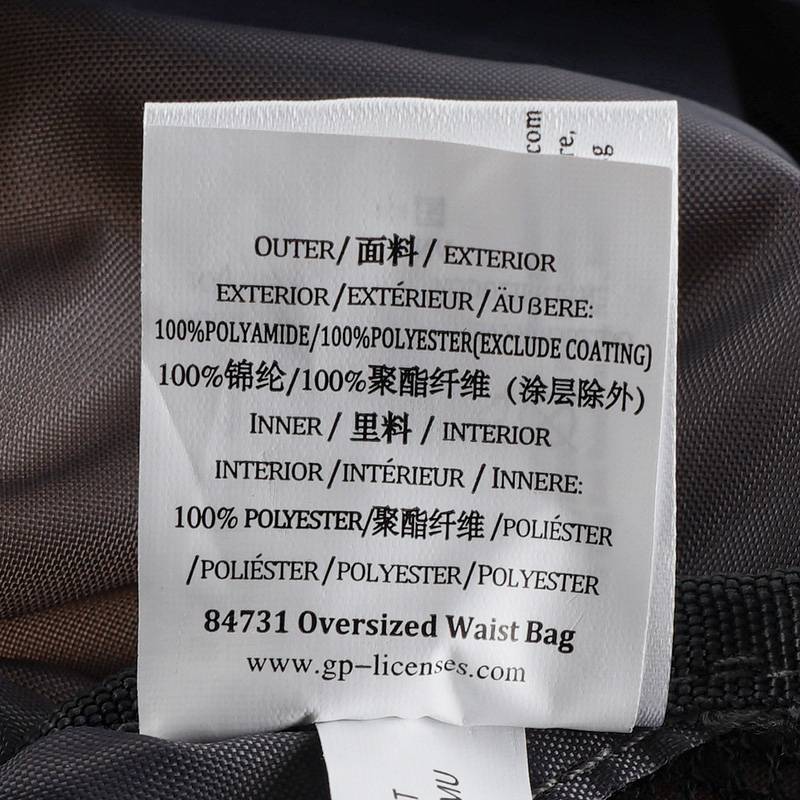 OUTER/ 面料 / EXTERIOR
EXTERIOR /EXTÉRIEUR /ÄUßERE:
100%POLYAMIDE/100%POLYESTER(EXCLUDE COATING)
100%锦纶/100%聚酯纤维（涂层除外）
INNER / 里料 / INTERIOR
INTERIOR /INTÉRIEUR / INNERE:
100% POLYESTER/聚酯纤维 /POLIÉSTER
/POLIÉSTER/POLYESTER/POLYESTER
84731 Oversized Waist Bag
www.gp-licenses.com